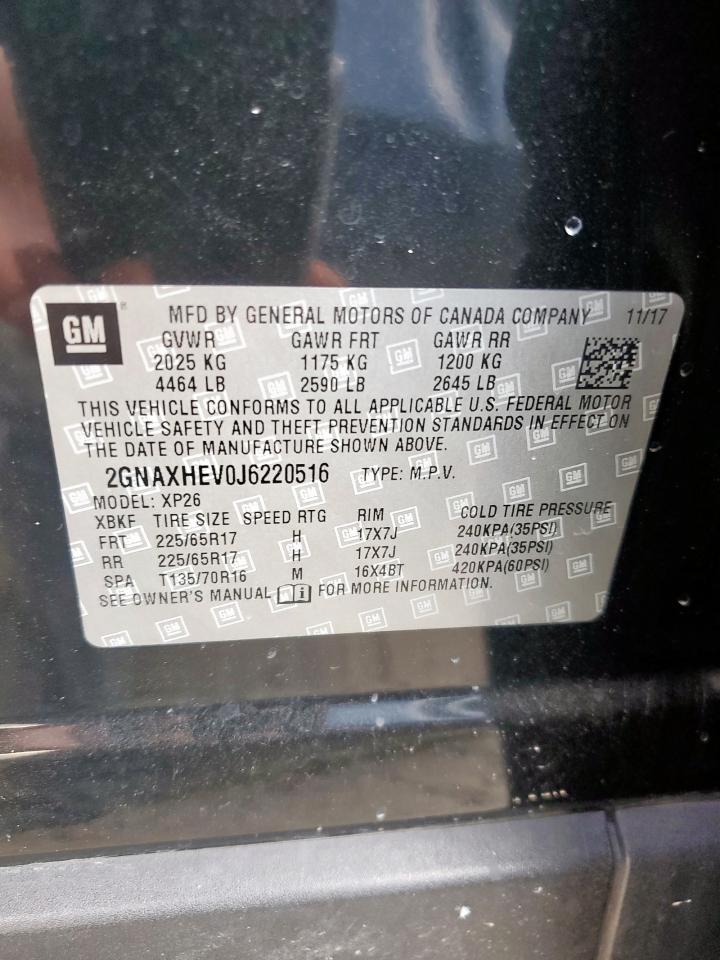 GM MFD BY GENERAL MOTORS OF CANADA COMPANY 11/17
GVWR GAWR FRT GAWR RR
2025 KG 1175 KG 1200 KG
4464 LB 2590 LB 2645 LB
THIS VEHICLE CONFORMS TO ALL APPLICABLE U.S. FEDERAL MOTOR
VEHICLE SAFETY AND THEFT PREVENTION STANDARDS IN EFFECT ON
THE DATE OF MANUFACTURE SHOWN ABOVE.
2GNAXHEV0J6220516 TYPE: M.P.V.
MODEL: XP26
XBKF TIRE SIZE SPEED RTG RIM COLD TIRE PRESSURE
FRT 225/65R17 H 17X7J 240KPA(35PSI)
RR 225/65R17 H 17X7J 240KPA(35PSI)
SPA T135/70R16 M 16X4BT 420KPA(60PSI)
SEE OWNER'S MANUAL FOR MORE INFORMATION.